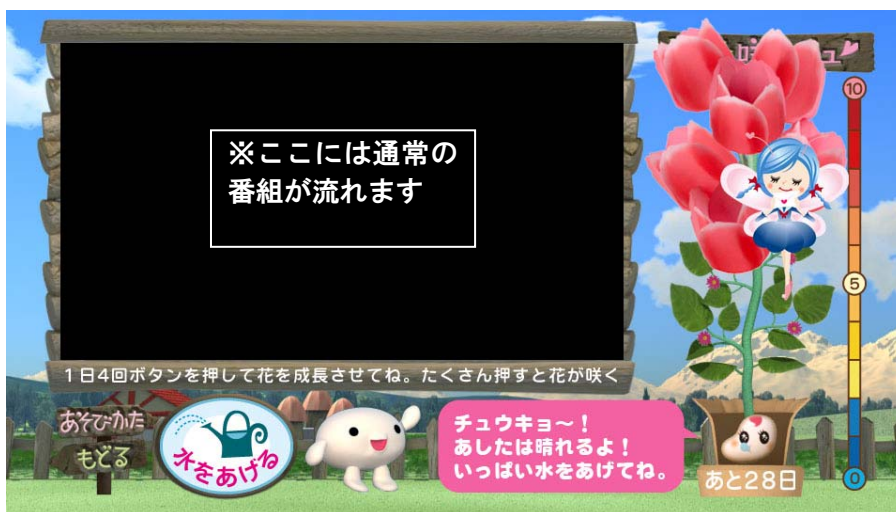 ※ここには通常の
番組が流れます
10
5
0
1日4回ボタンを押して花を成長させてね。たくさん押すと花が咲く
あそびかた
もどる
水をあげる
チュウキョ〜！
あしたは晴れるよ！
いっぱい水をあげてね。
あと28日